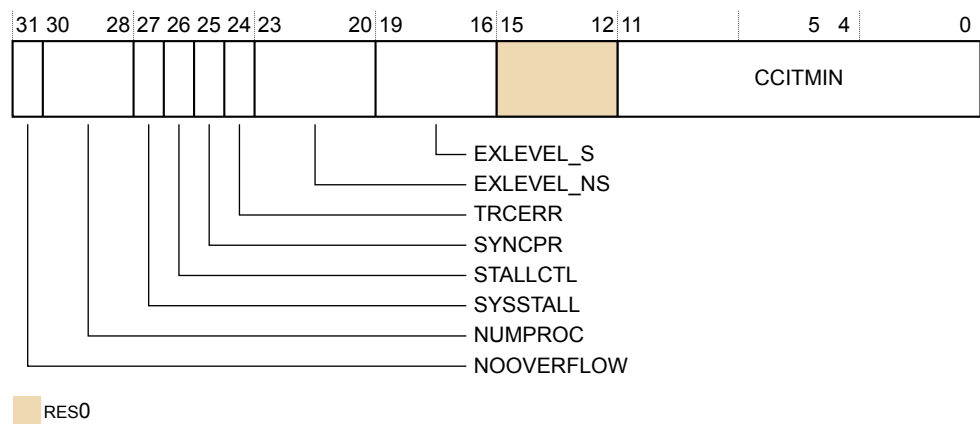 31 30 28 27 26 25 24 23 20 19 16 15 12 11 5 4 0
CCITMIN
EXLEVEL_S
EXLEVEL_NS
TRCERR
SYNCPR
STALLCTL
SYSSTALL
NUMPROC
NOOVERFLOW
RES0